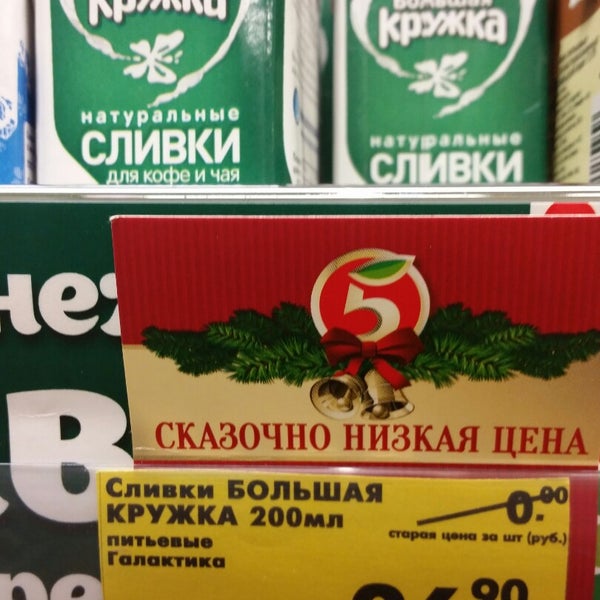 кружка
натуральные
СЛИВКИ
для кофе и чая
БОЛЬШАЯ
кружка
натуральные
СЛИВКИ
5
СКАЗОЧНО НИЗКАЯ ЦЕНА
Сливки БОЛЬШАЯ
КРУЖКА 200мл
питьевые
Галактика
0.00
старая цена за шт (руб.)
90